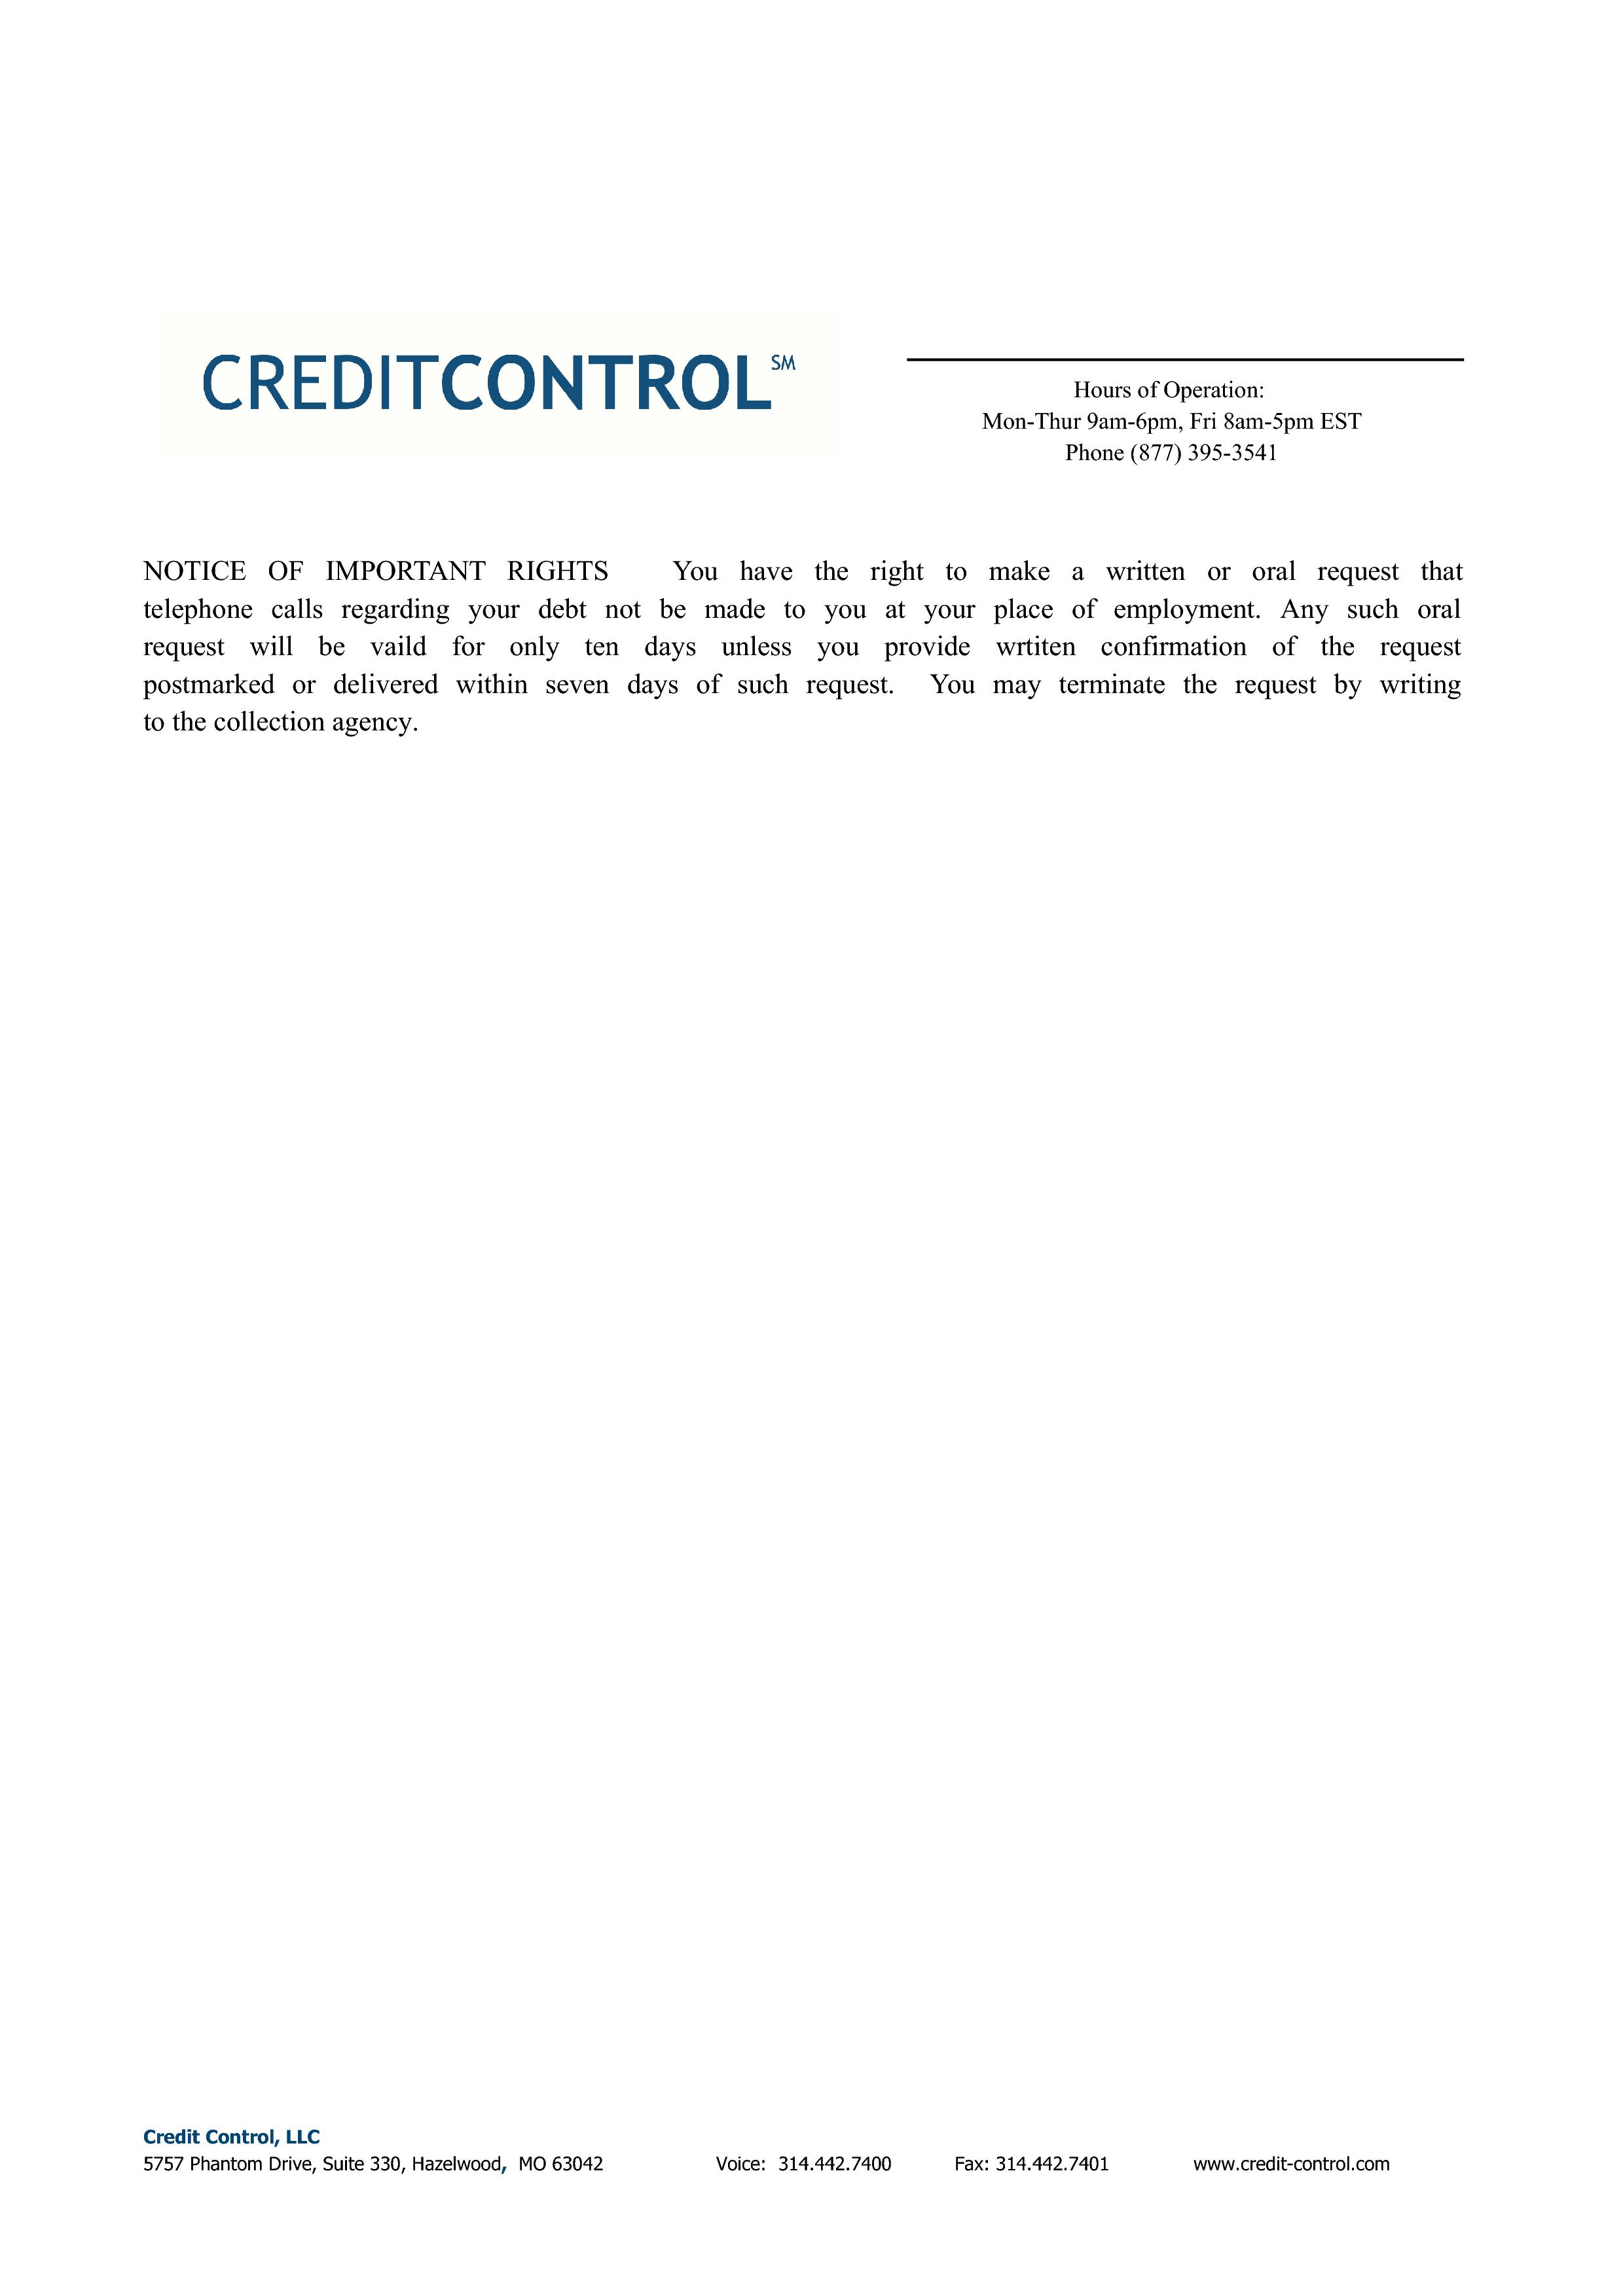 CREDITCONTROL SM
Hours of Operation:
Mon-Thur 9am-6pm, Fri 8am-5pm EST
Phone (877) 395-3541
NOTICE OF IMPORTANT RIGHTS You have the right to make a written or oral request that
telephone calls regarding your debt not be made to you at your place of employment. Any such oral
request will be vaild for only ten days unless you provide wrtiten confirmation of the request
postmarked or delivered within seven days of such request. You may terminate the request by writing
to the collection agency.
Credit Control, LLC
5757 Phantom Drive, Suite 330, Hazelwood, MO 63042 Voice: 314.442.7400 Fax: 314.442.7401 www.credit-control.com